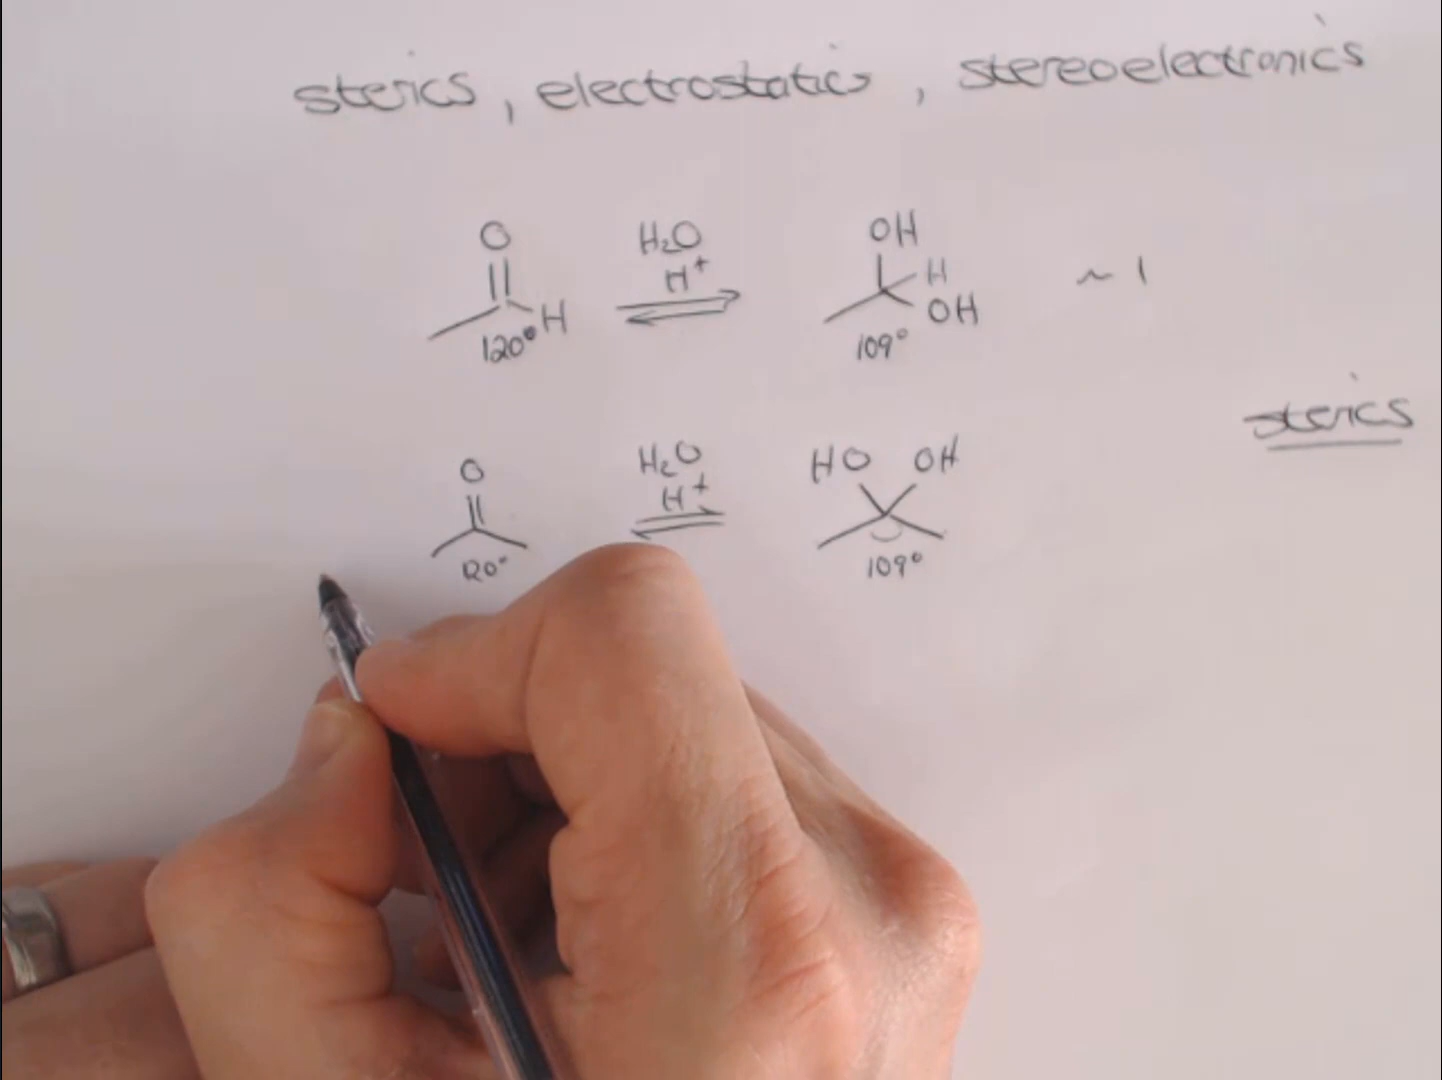 sterics, electrostatics, stereoelectronics
O
H
120°
H₂O
H⁺
OH
H
OH
109°
~ 1
sterics
O
120°
H₂O
H⁺
HO OH
109°